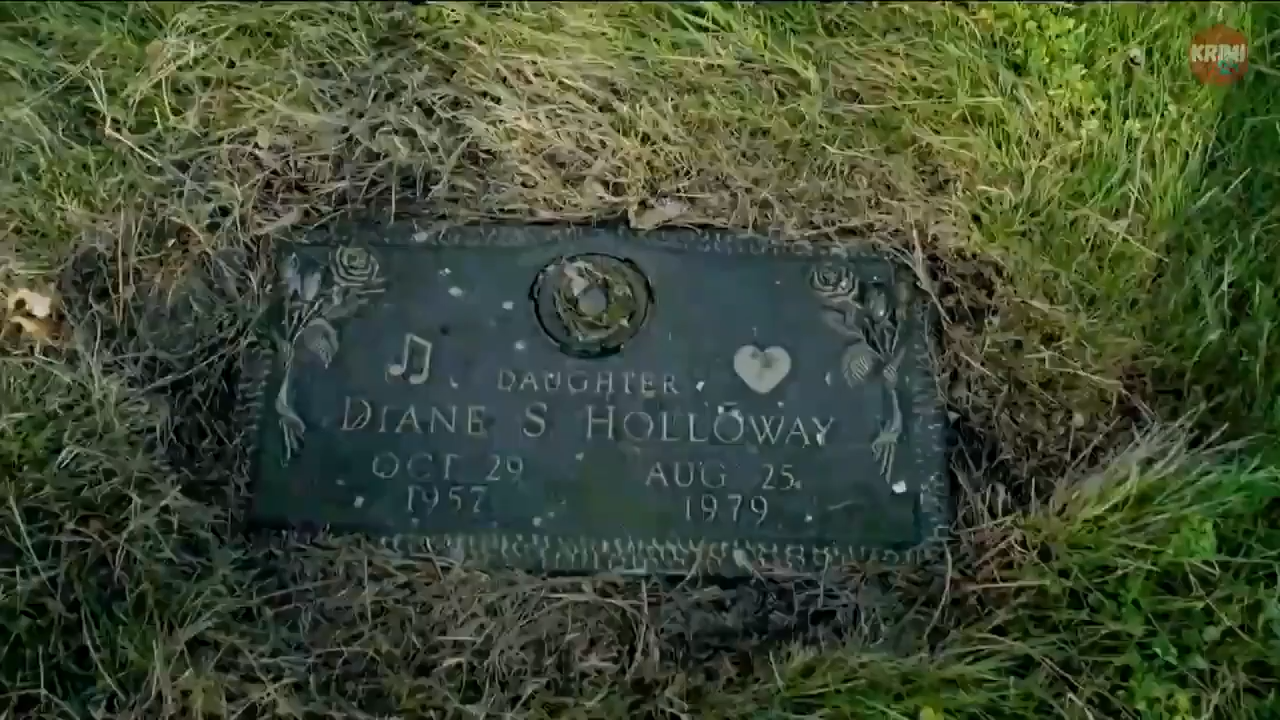 KRIMI
DAUGHTER
DIANE S HOLLOWAY
OCT 29 AUG 25
1957 1979